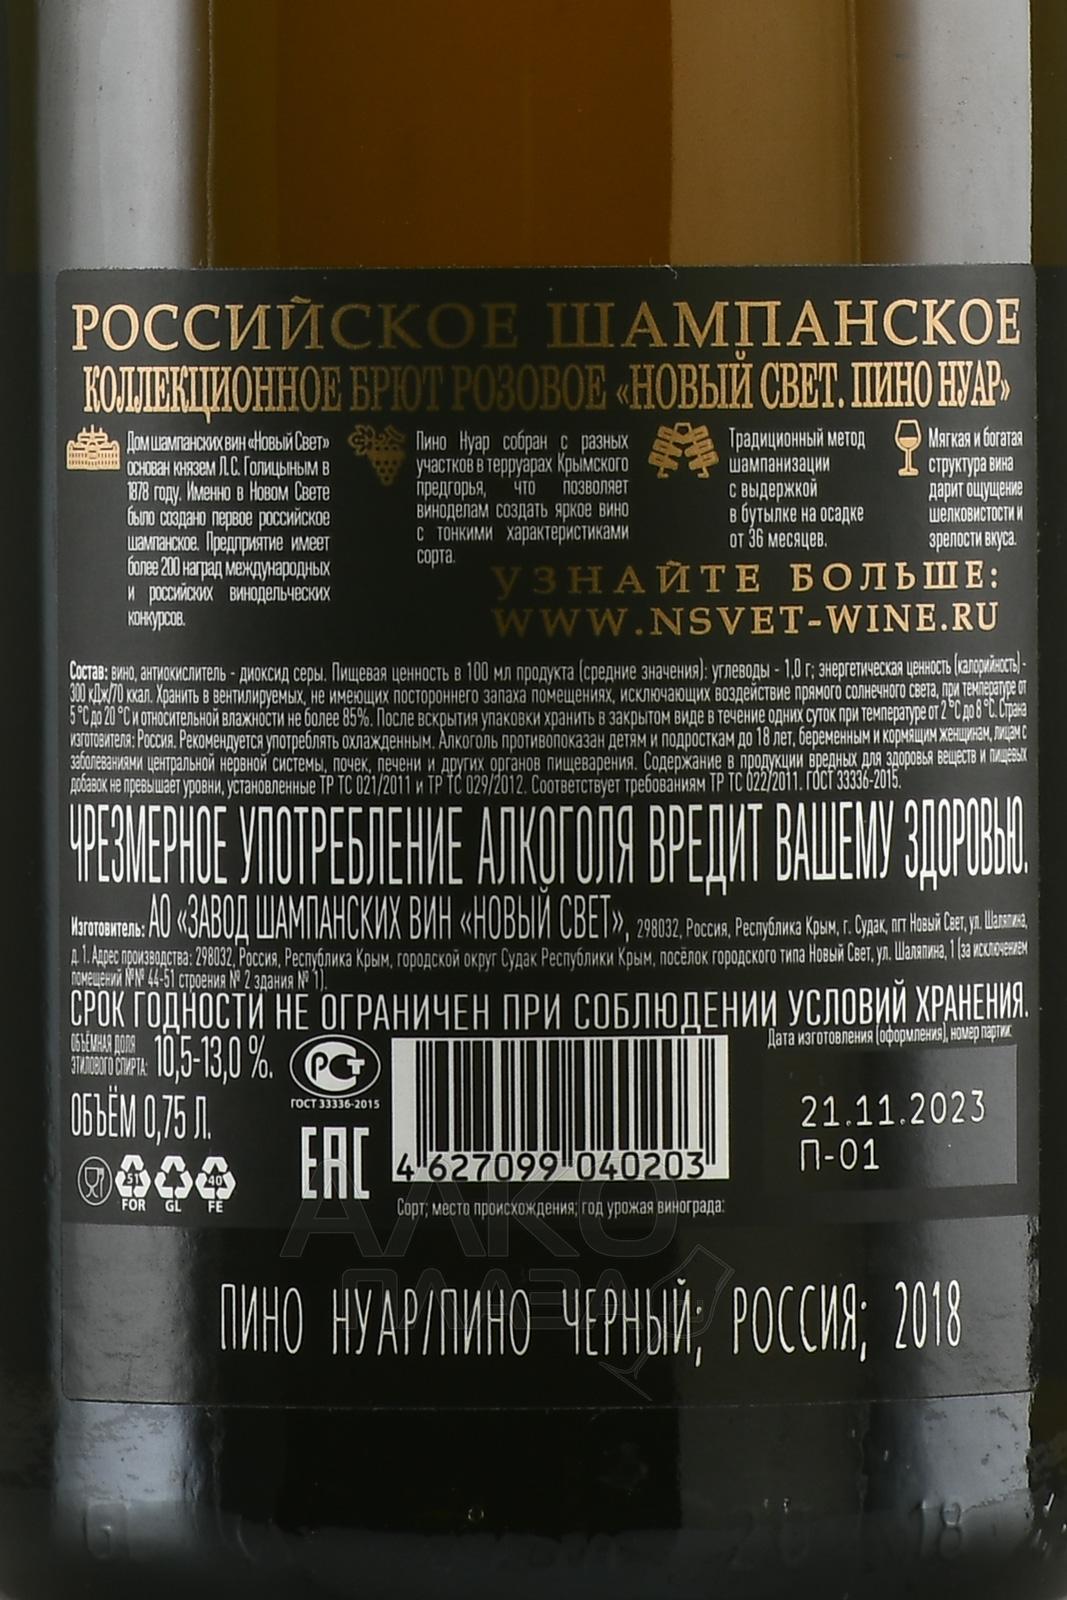 РОССИЙСКОЕ ШАМПАНСКОЕ
КОЛЛЕКЦИОННОЕ БРЮТ РОЗОВОЕ «НОВЫЙ СВЕТ. ПИНО НУАР»
Дом шампанских вин «Новый Свет»
основан князем Л.С. Голицыным в
1878 году. Именно в Новом Свете
было создано первое российское
шампанское. Предприятие имеет
более 200 наград международных
и российских винодельческих
конкурсов.
Пино Нуар собран с разных
участков в терруарах Крымского
предгорья, что позволяет
виноделам создать яркое вино
с тонкими характеристиками
сорта.
Традиционный метод
шампанизации
с выдержкой
в бутылке на осадке
от 36 месяцев.
Мягкая и богатая
структура вина
дарит ощущение
шелковистости и
зрелости вкуса.
УЗНАЙТЕ БОЛЬШЕ:
WWW.NSVET-WINE.RU
Состав: вино, антиокислитель - диоксид серы. Пищевая ценность в 100 мл продукта (средние значения): углеводы - 1,0 г; энергетическая ценность (калорийность) -
300 кДж/70 ккал. Хранить в вентилируемых, не имеющих постороннего запаха помещениях, исключающих воздействие прямого солнечного света, при температуре от
5 °С до 20 °С и относительной влажности не более 85%. После вскрытия упаковки хранить в закрытом виде в течение одних суток при температуре от 2 °С до 8 °С. Страна
изготовителя: Россия. Рекомендуется употреблять охлажденным. Алкоголь противопоказан детям и подросткам до 18 лет, беременным и кормящим женщинам, лицам с
заболеваниями центральной нервной системы, почек, печени и других органов пищеварения. Содержание в продукции вредных для здоровья веществ и пищевых
добавок не превышает уровни, установленные ТР ТС 021/2011 и ТР ТС 029/2012. Соответствует требованиям ТР ТС 022/2011. ГОСТ 33336-2015.
ЧРЕЗМЕРНОЕ УПОТРЕБЛЕНИЕ АЛКОГОЛЯ ВРЕДИТ ВАШЕМУ ЗДОРОВЬЮ.
Изготовитель: АО «ЗАВОД ШАМПАНСКИХ ВИН «НОВЫЙ СВЕТ», 298032, Россия, Республика Крым, г. Судак, пгт Новый Свет, ул. Шаляпина,
д. 1. Адрес производства: 298032, Россия, Республика Крым, городской округ Судак Республики Крым, посёлок городского типа Новый Свет, ул. Шаляпина, 1 (за исключением
помещений №№ 44-51 строения № 2 здания № 1).
СРОК ГОДНОСТИ НЕ ОГРАНИЧЕН ПРИ СОБЛЮДЕНИИ УСЛОВИЙ ХРАНЕНИЯ.
ОБЪЁМНАЯ ДОЛЯ
ЭТИЛОВОГО СПИРТА: 10,5-13,0 %.
ОБЪЁМ 0,75 Л.
РСТ
ГОСТ 33336-2015
EAC
51
FOR
GL
40
FE
4 627099 040203
Дата изготовления (оформления), номер партии:
21.11.2023
П-01
Сорт; место происхождения; год урожая винограда:
ПИНО НУАР/ПИНО ЧЕРНЫЙ; РОССИЯ; 2018
АЛКО
ПЛАЗА